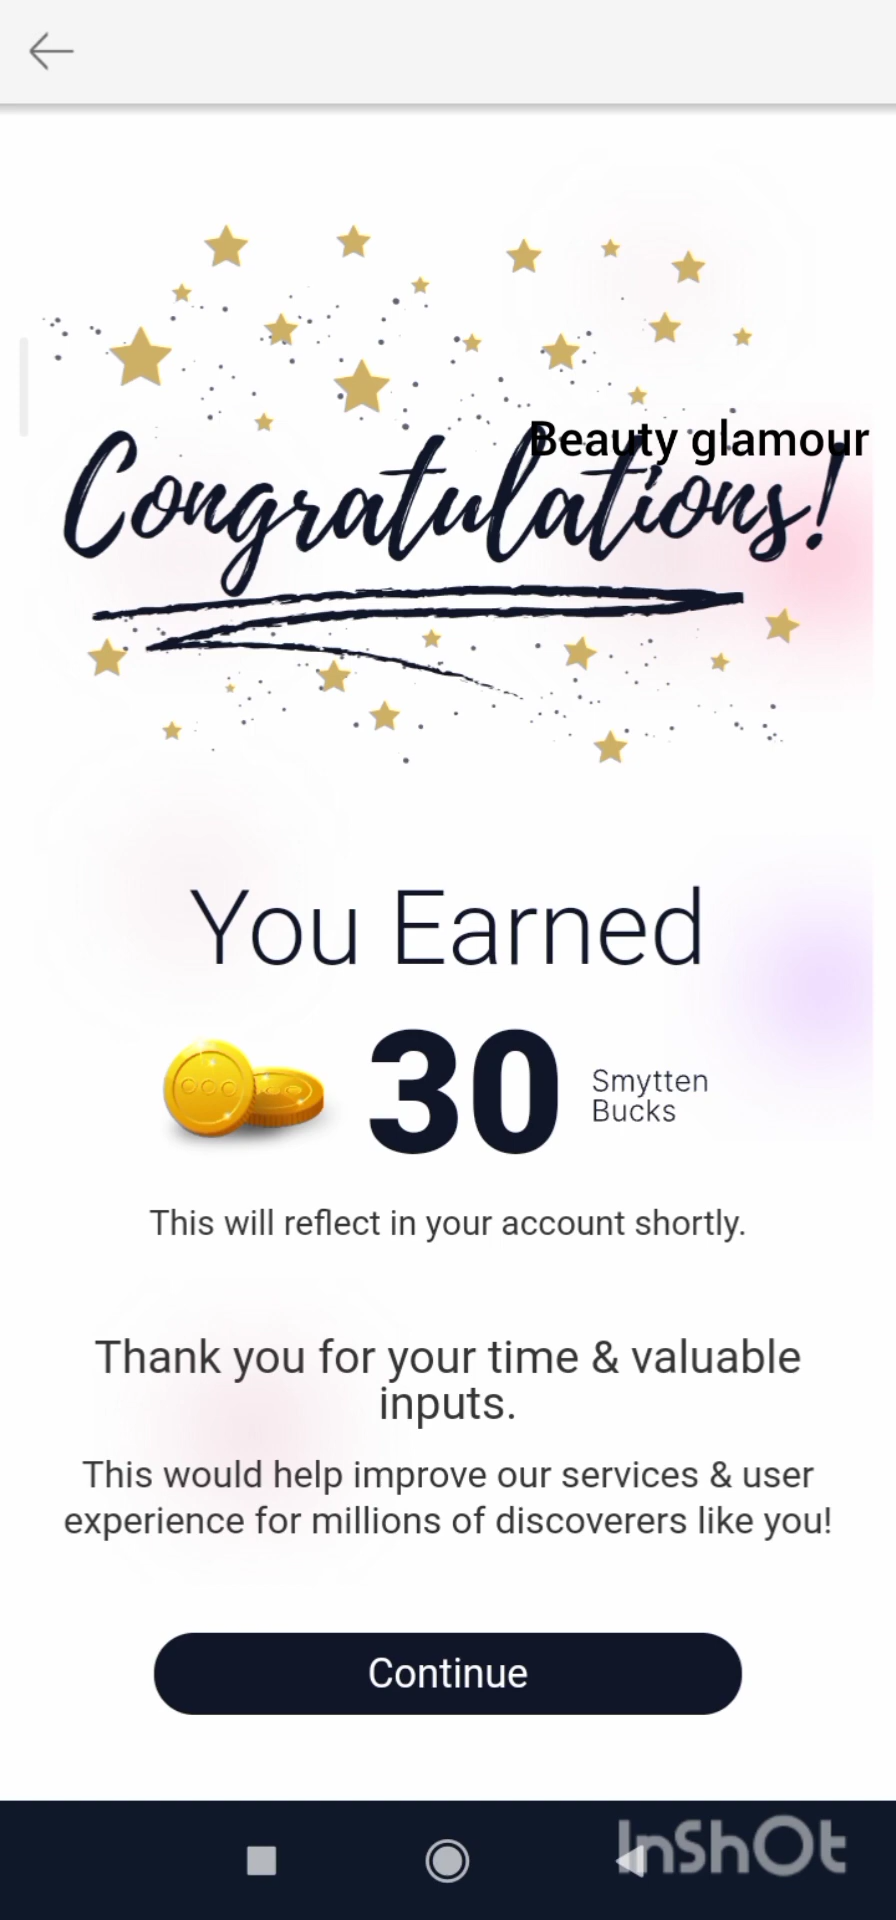 Beauty glamour
Congratulations!
You Earned
30 Smytten
Bucks
This will reflect in your account shortly.
Thank you for your time & valuable
inputs.
This would help improve our services & user
experience for millions of discoverers like you!
Continue
InShOt